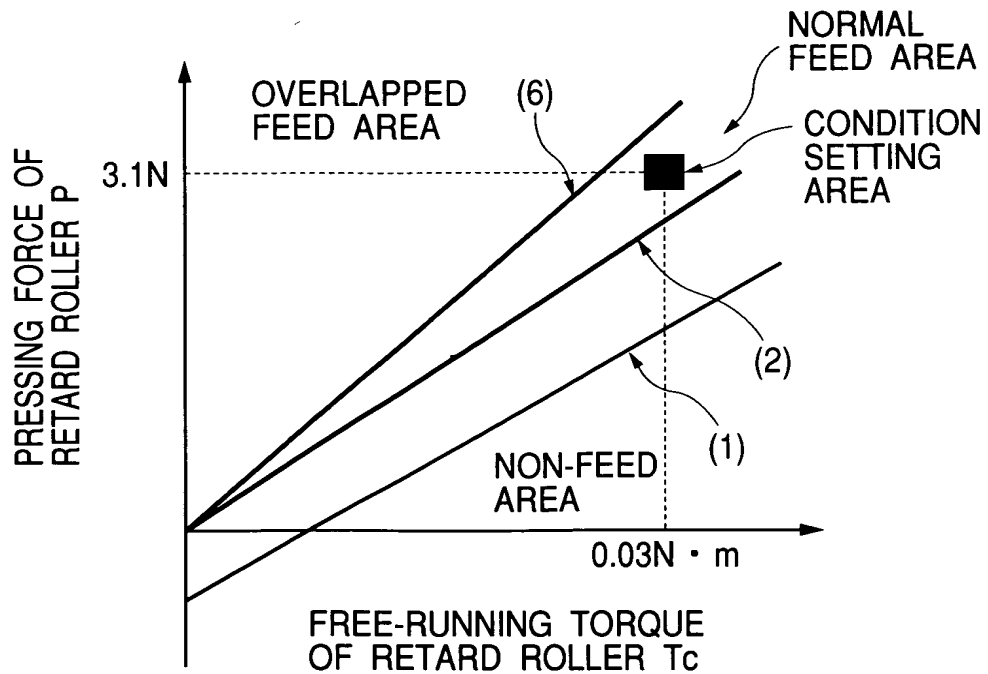 NORMAL
FEED AREA
OVERLAPPED
FEED AREA
(6)
CONDITION
SETTING
AREA
3.1N
PRESSING FORCE OF
RETARD ROLLER P
(2)
(1)
NON-FEED
AREA
0.03N・m
FREE-RUNNING TORQUE
OF RETARD ROLLER Tc